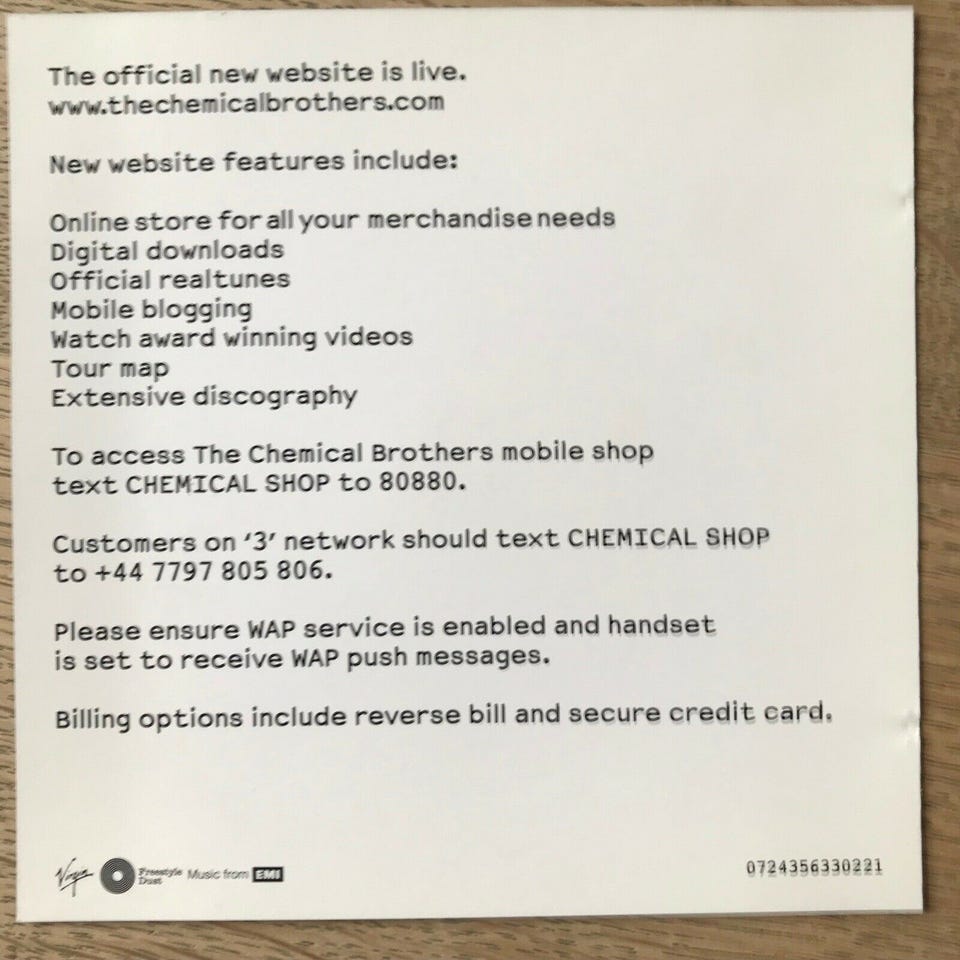 The official new website is live.
www.thechemicalbrothers.com
New website features include:
Online store for all your merchandise needs
Digital downloads
Official realtunes
Mobile blogging
Watch award winning videos
Tour map
Extensive discography
To access The Chemical Brothers mobile shop
text CHEMICAL SHOP to 80880.
Customers on ‘3’ network should text CHEMICAL SHOP
to +44 7797 805 806.
Please ensure WAP service is enabled and handset
is set to receive WAP push messages.
Billing options include reverse bill and secure credit card.
Virgin
Freestyle
Dust
Music from EMI
0724356330221